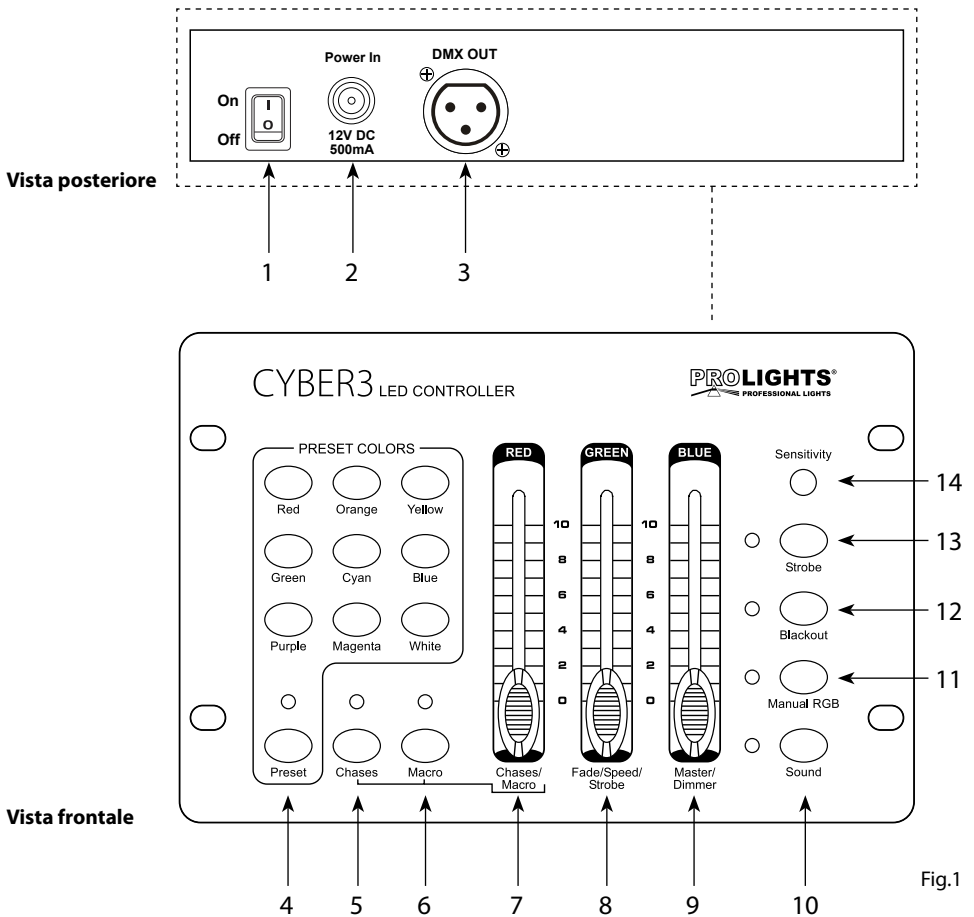 Power In
DMX OUT
On
I
O
Off
12V DC
500mA
Vista posteriore
1
2
3
CYBER3 LED CONTROLLER
PROLIGHTS®
PROFESSIONAL LIGHTS
PRESET COLORS
RED
GREEN
BLUE
Sensitivity
14
Red
Orange
Yellow
10
10
13
8
8
Strobe
Green
Cyan
Blue
6
6
12
4
4
Blackout
Purple
Magenta
White
2
2
11
0
0
Manual RGB
Preset
Chases
Macro
Chases/
Macro
Fade/Speed/
Strobe
Master/
Dimmer
Sound
Vista frontale
4
5
6
7
8
9
10
Fig.1